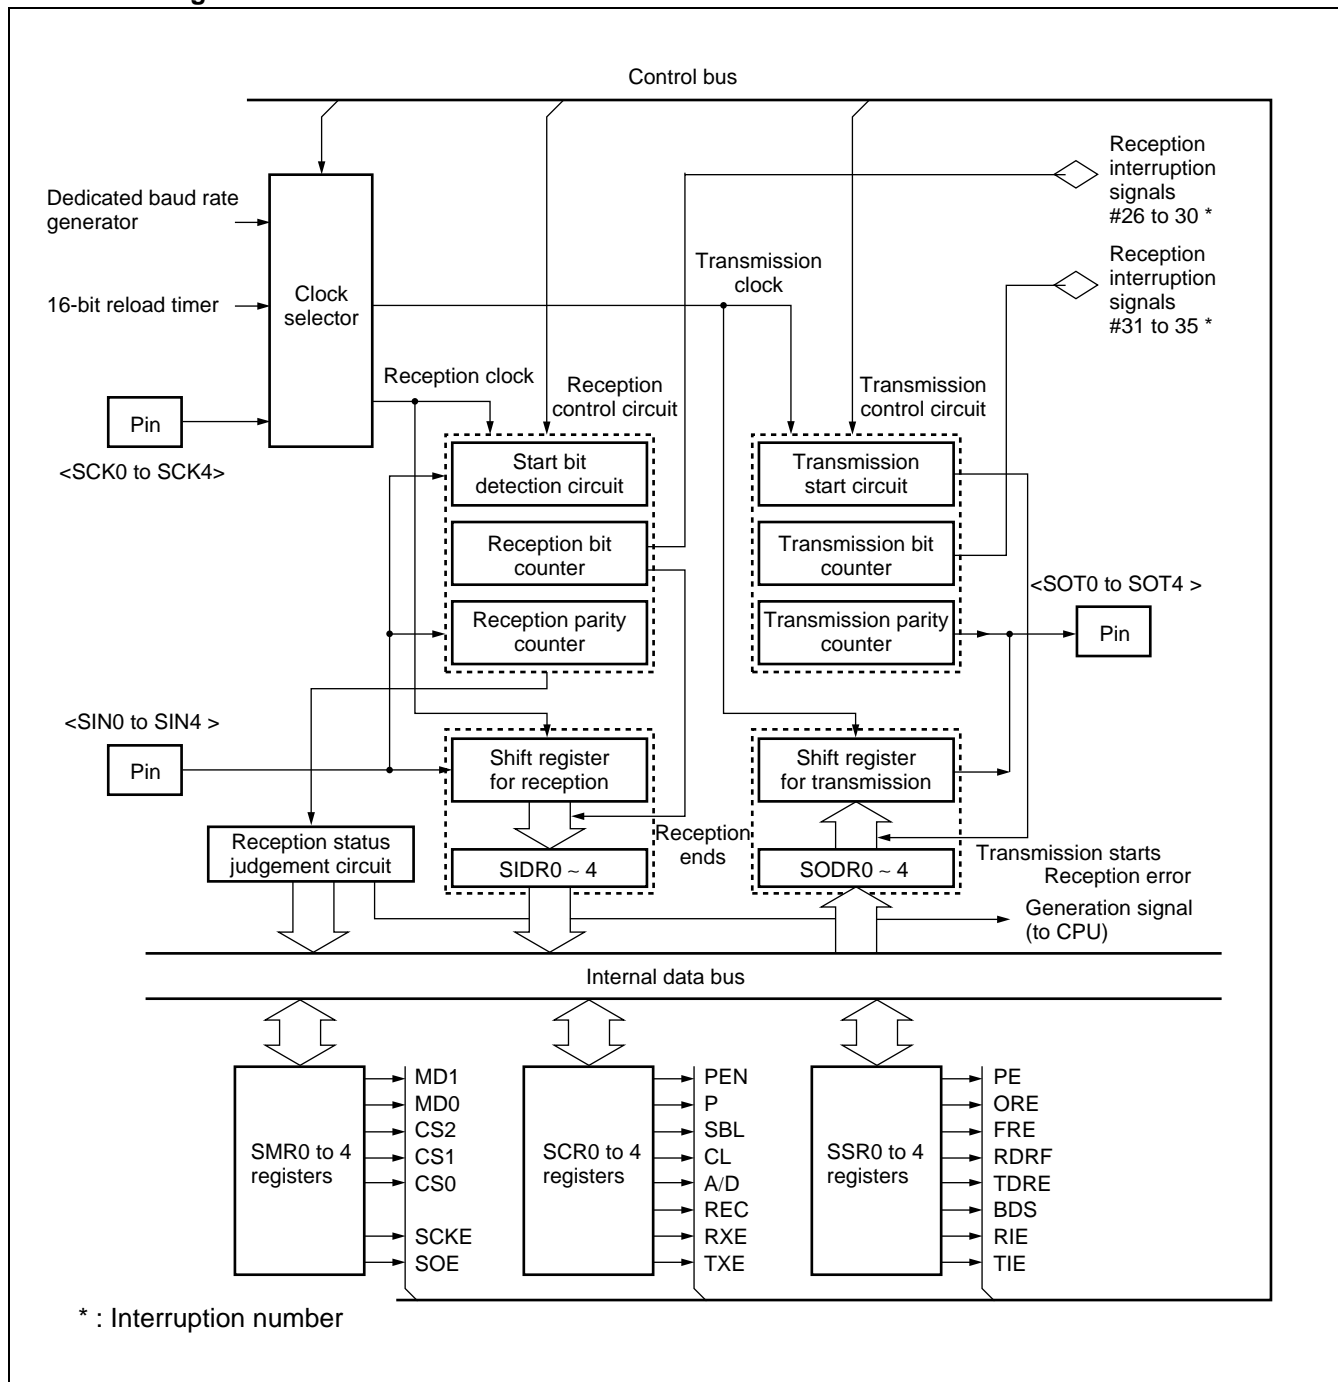 Control bus
Reception
interruption
signals
#26 to 30 *
Dedicated baud rate
generator
Transmission
clock
Reception
interruption
signals
#31 to 35 *
16-bit reload timer
Clock
selector
Reception clock
Reception
control circuit
Transmission
control circuit
Pin
<SCK0 to SCK4>
Start bit
detection circuit
Transmission
start circuit
Reception bit
counter
Transmission bit
counter
<SOT0 to SOT4 >
Reception parity
counter
Transmission parity
counter
Pin
<SIN0 to SIN4 >
Pin
Shift register
for reception
Shift register
for transmission
Reception status
judgement circuit
Reception
ends
SIDR0 ~ 4
SODR0 ~ 4
Transmission starts
Reception error
Generation signal
(to CPU)
Internal data bus
SMR0 to 4
registers
MD1
MD0
CS2
CS1
CS0
SCKE
SOE
SCR0 to 4
registers
PEN
P
SBL
CL
A/D
REC
RXE
TXE
SSR0 to 4
registers
PE
ORE
FRE
RDRF
TDRE
BDS
RIE
TIE
* : Interruption number